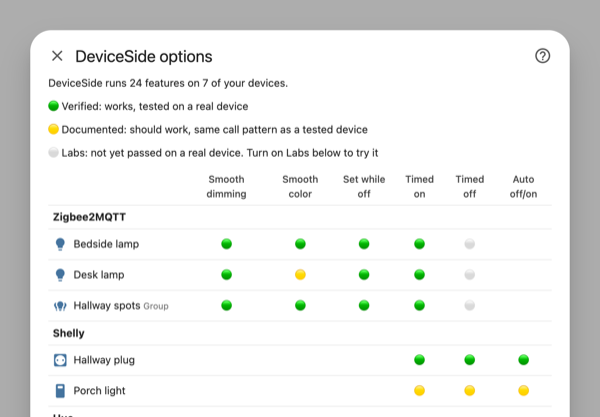 DeviceSide options
DeviceSide runs 24 features on 7 of your devices.
Verified: works, tested on a real device
Documented: should work, same call pattern as a tested device
Labs: not yet passed on a real device. Turn on Labs below to try it
Smooth dimming Smooth color Set while off Timed on Timed off Auto off/on
Zigbee2MQTT
Bedside lamp
Desk lamp
Hallway spots Group
Shelly
Hallway plug
Porch light